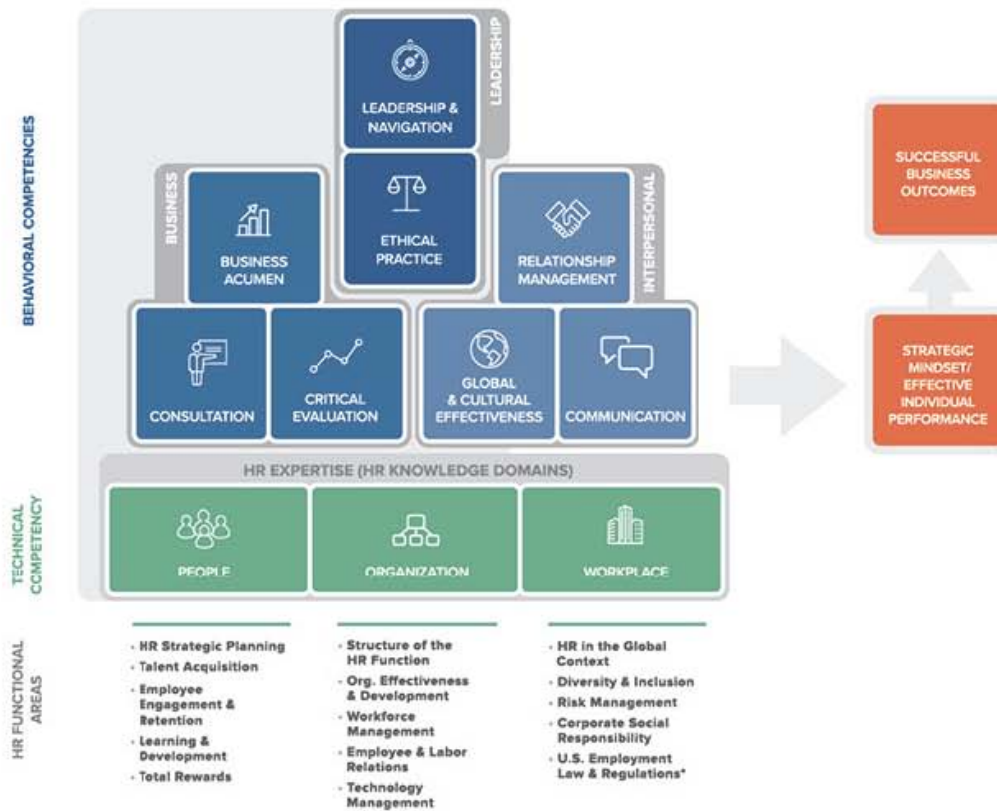 BEHAVIORAL COMPETENCIES
LEADERSHIP
LEADERSHIP &
NAVIGATION
ETHICAL
PRACTICE
BUSINESS
BUSINESS
ACUMEN
CONSULTATION
CRITICAL
EVALUATION
INTERPERSONAL
RELATIONSHIP
MANAGEMENT
GLOBAL
& CULTURAL
EFFECTIVENESS
COMMUNICATION
SUCCESSFUL
BUSINESS
OUTCOMES
STRATEGIC
MINDSET/
EFFECTIVE
INDIVIDUAL
PERFORMANCE
HR EXPERTISE (HR KNOWLEDGE DOMAINS)
TECHNICAL
COMPETENCY
PEOPLE
ORGANIZATION
WORKPLACE
HR FUNCTIONAL
AREAS
• HR Strategic Planning
• Talent Acquisition
• Employee
Engagement &
Retention
• Learning &
Development
• Total Rewards
• Structure of the
HR Function
• Org. Effectiveness
& Development
• Workforce
Management
• Employee & Labor
Relations
• Technology
Management
• HR in the Global
Context
• Diversity & Inclusion
• Risk Management
• Corporate Social
Responsibility
• U.S. Employment
Law & Regulations*